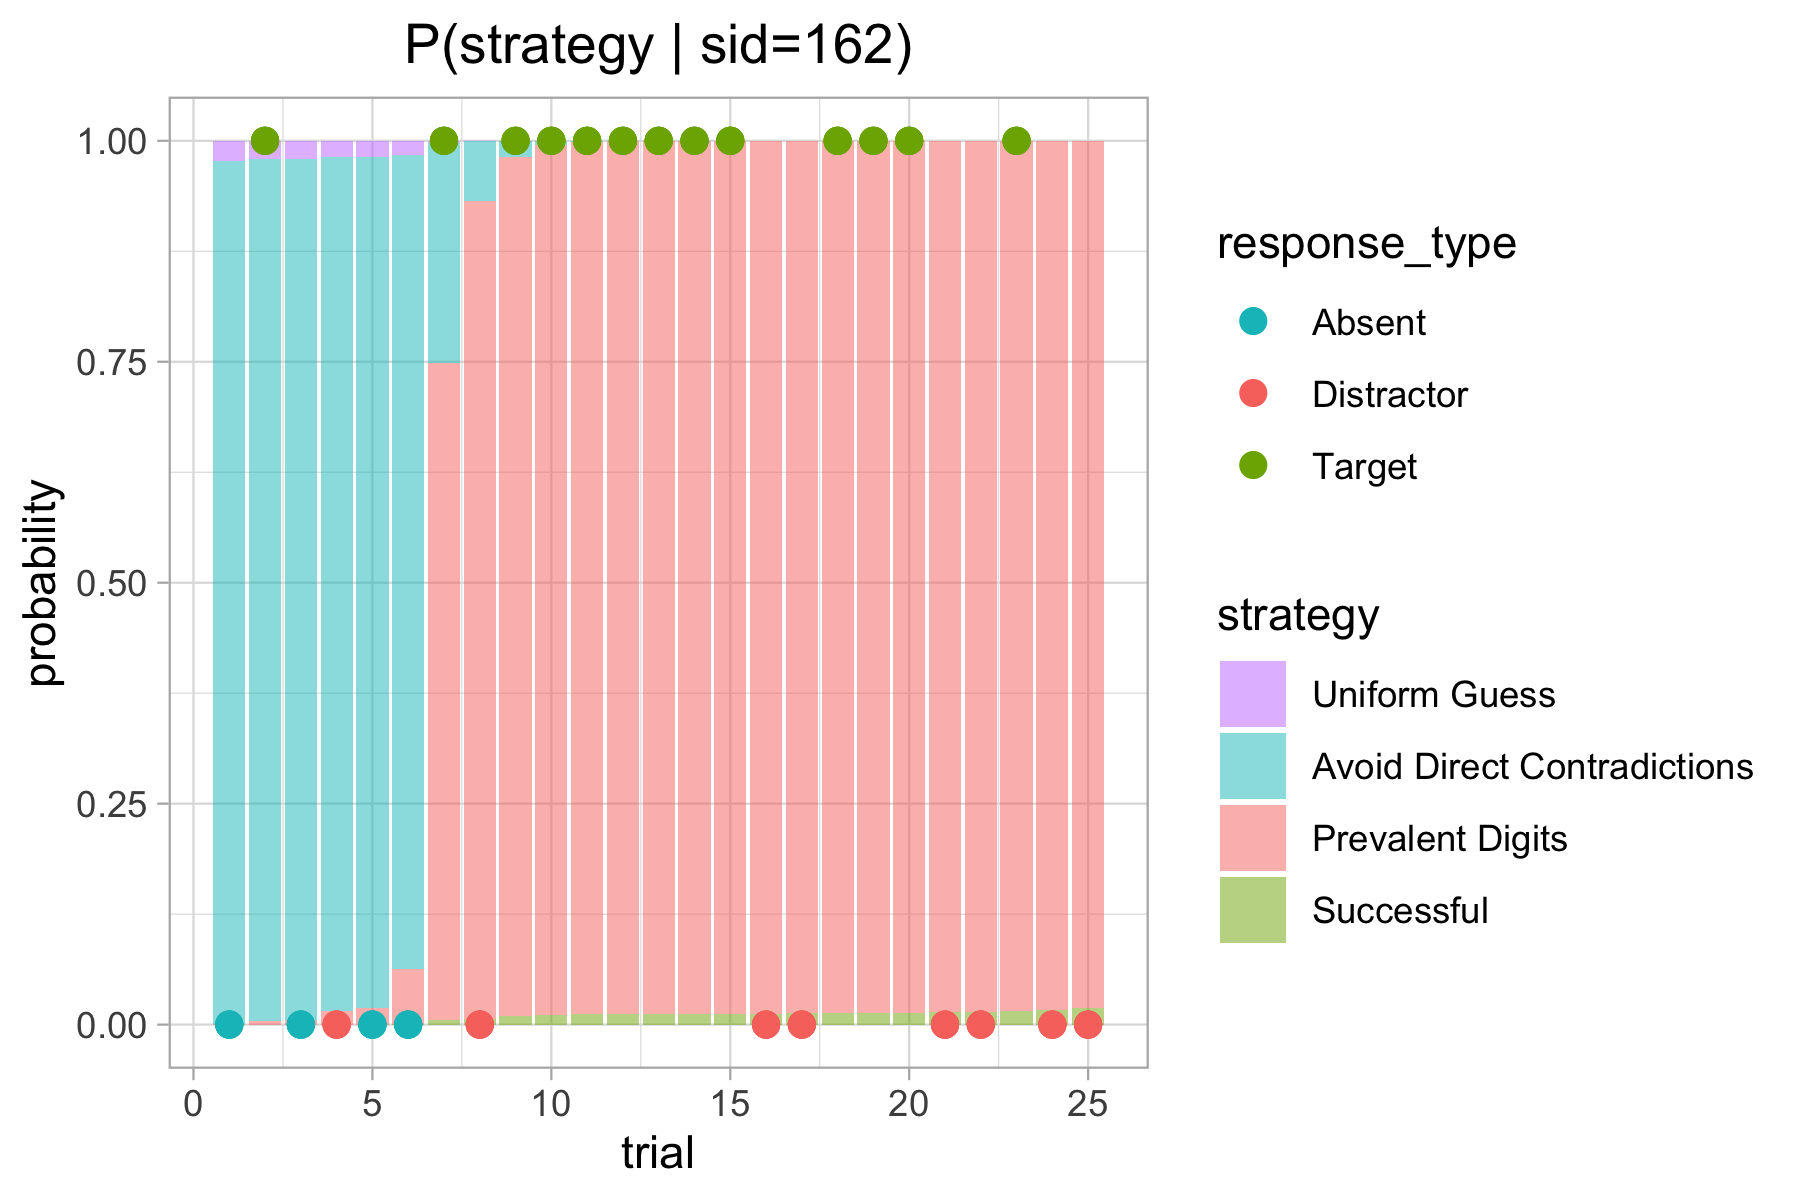 P(strategy | sid=162)
1.00
0.75
0.50
0.25
0.00
probability
0 5 10 15 20 25
trial
response_type
Absent
Distractor
Target
strategy
Uniform Guess
Avoid Direct Contradictions
Prevalent Digits
Successful